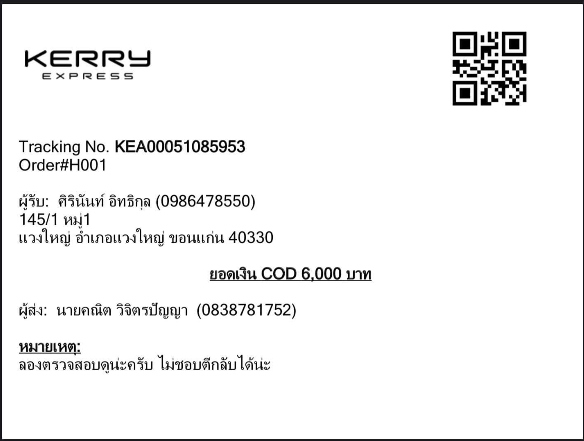 KERRY
EXPRESS
Tracking No. KEA00051085953
Order#H001
ผู้รับ: ศิรินันท์ อิทธิกุล (0986478550)
145/1 หมู่1
แวงใหญ่ อำเภอแวงใหญ่ ขอนแก่น 40330
ยอดเงิน COD 6,000 บาท
ผู้ส่ง: นายคณิต วิจิตรปัญญา (0838781752)
หมายเหตุ:
ลองตรวจสอบดูน่ะครับ ไม่ชอบตีกลับได้น่ะ